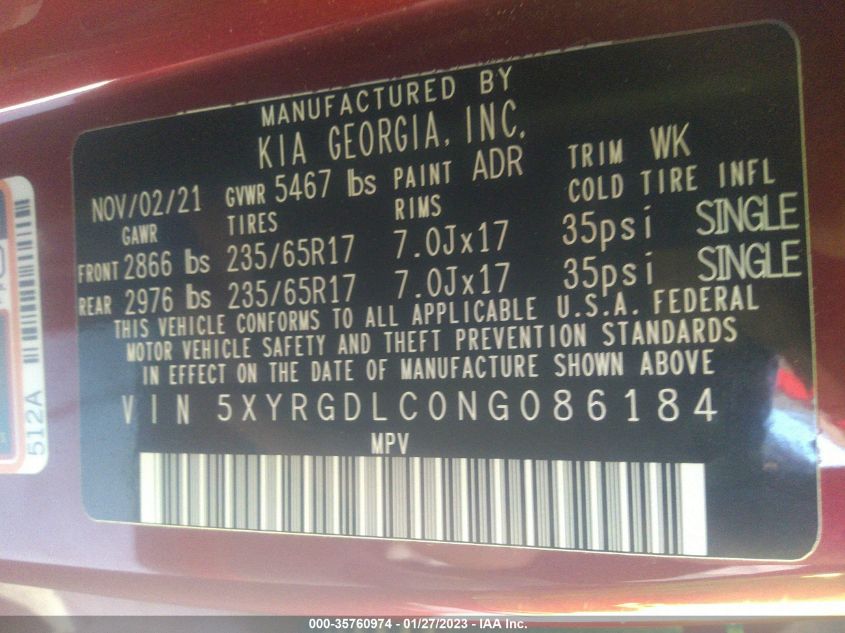 MANUFACTURED BY
KIA GEORGIA, INC.
NOV/02/21 GVWR 5467 lbs PAINT ADR TRIM WK
GAWR TIRES RIMS COLD TIRE INFL
FRONT 2866 lbs 235/65R17 7.0Jx17 35psi SINGLE
REAR 2976 lbs 235/65R17 7.0Jx17 35psi SINGLE
THIS VEHICLE CONFORMS TO ALL APPLICABLE U.S.A. FEDERAL
MOTOR VEHICLE SAFETY AND THEFT PREVENTION STANDARDS
IN EFFECT ON THE DATE OF MANUFACTURE SHOWN ABOVE
VIN 5XYRGDLC0NG086184
MPV
512A
000-35760974 - 01/27/2023 - IAA Inc.